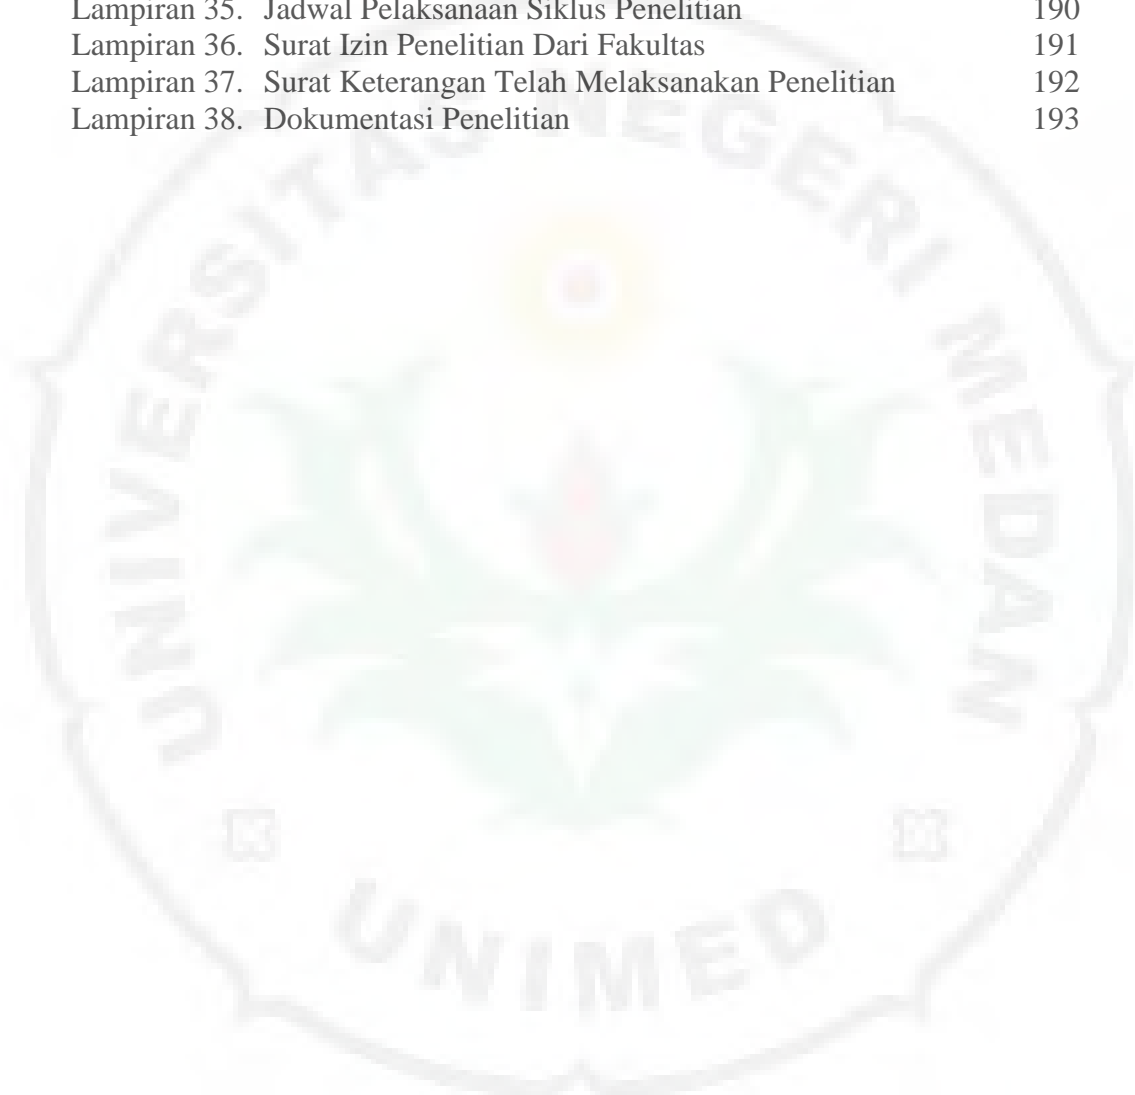 Lampiran 35. Jadwal Pelaksanaan Siklus Penelitian 190
Lampiran 36. Surat Izin Penelitian Dari Fakultas 191
Lampiran 37. Surat Keterangan Telah Melaksanakan Penelitian 192
Lampiran 38. Dokumentasi Penelitian 193
UNIVERSITAS NEGERI MEDAN
UNIMED